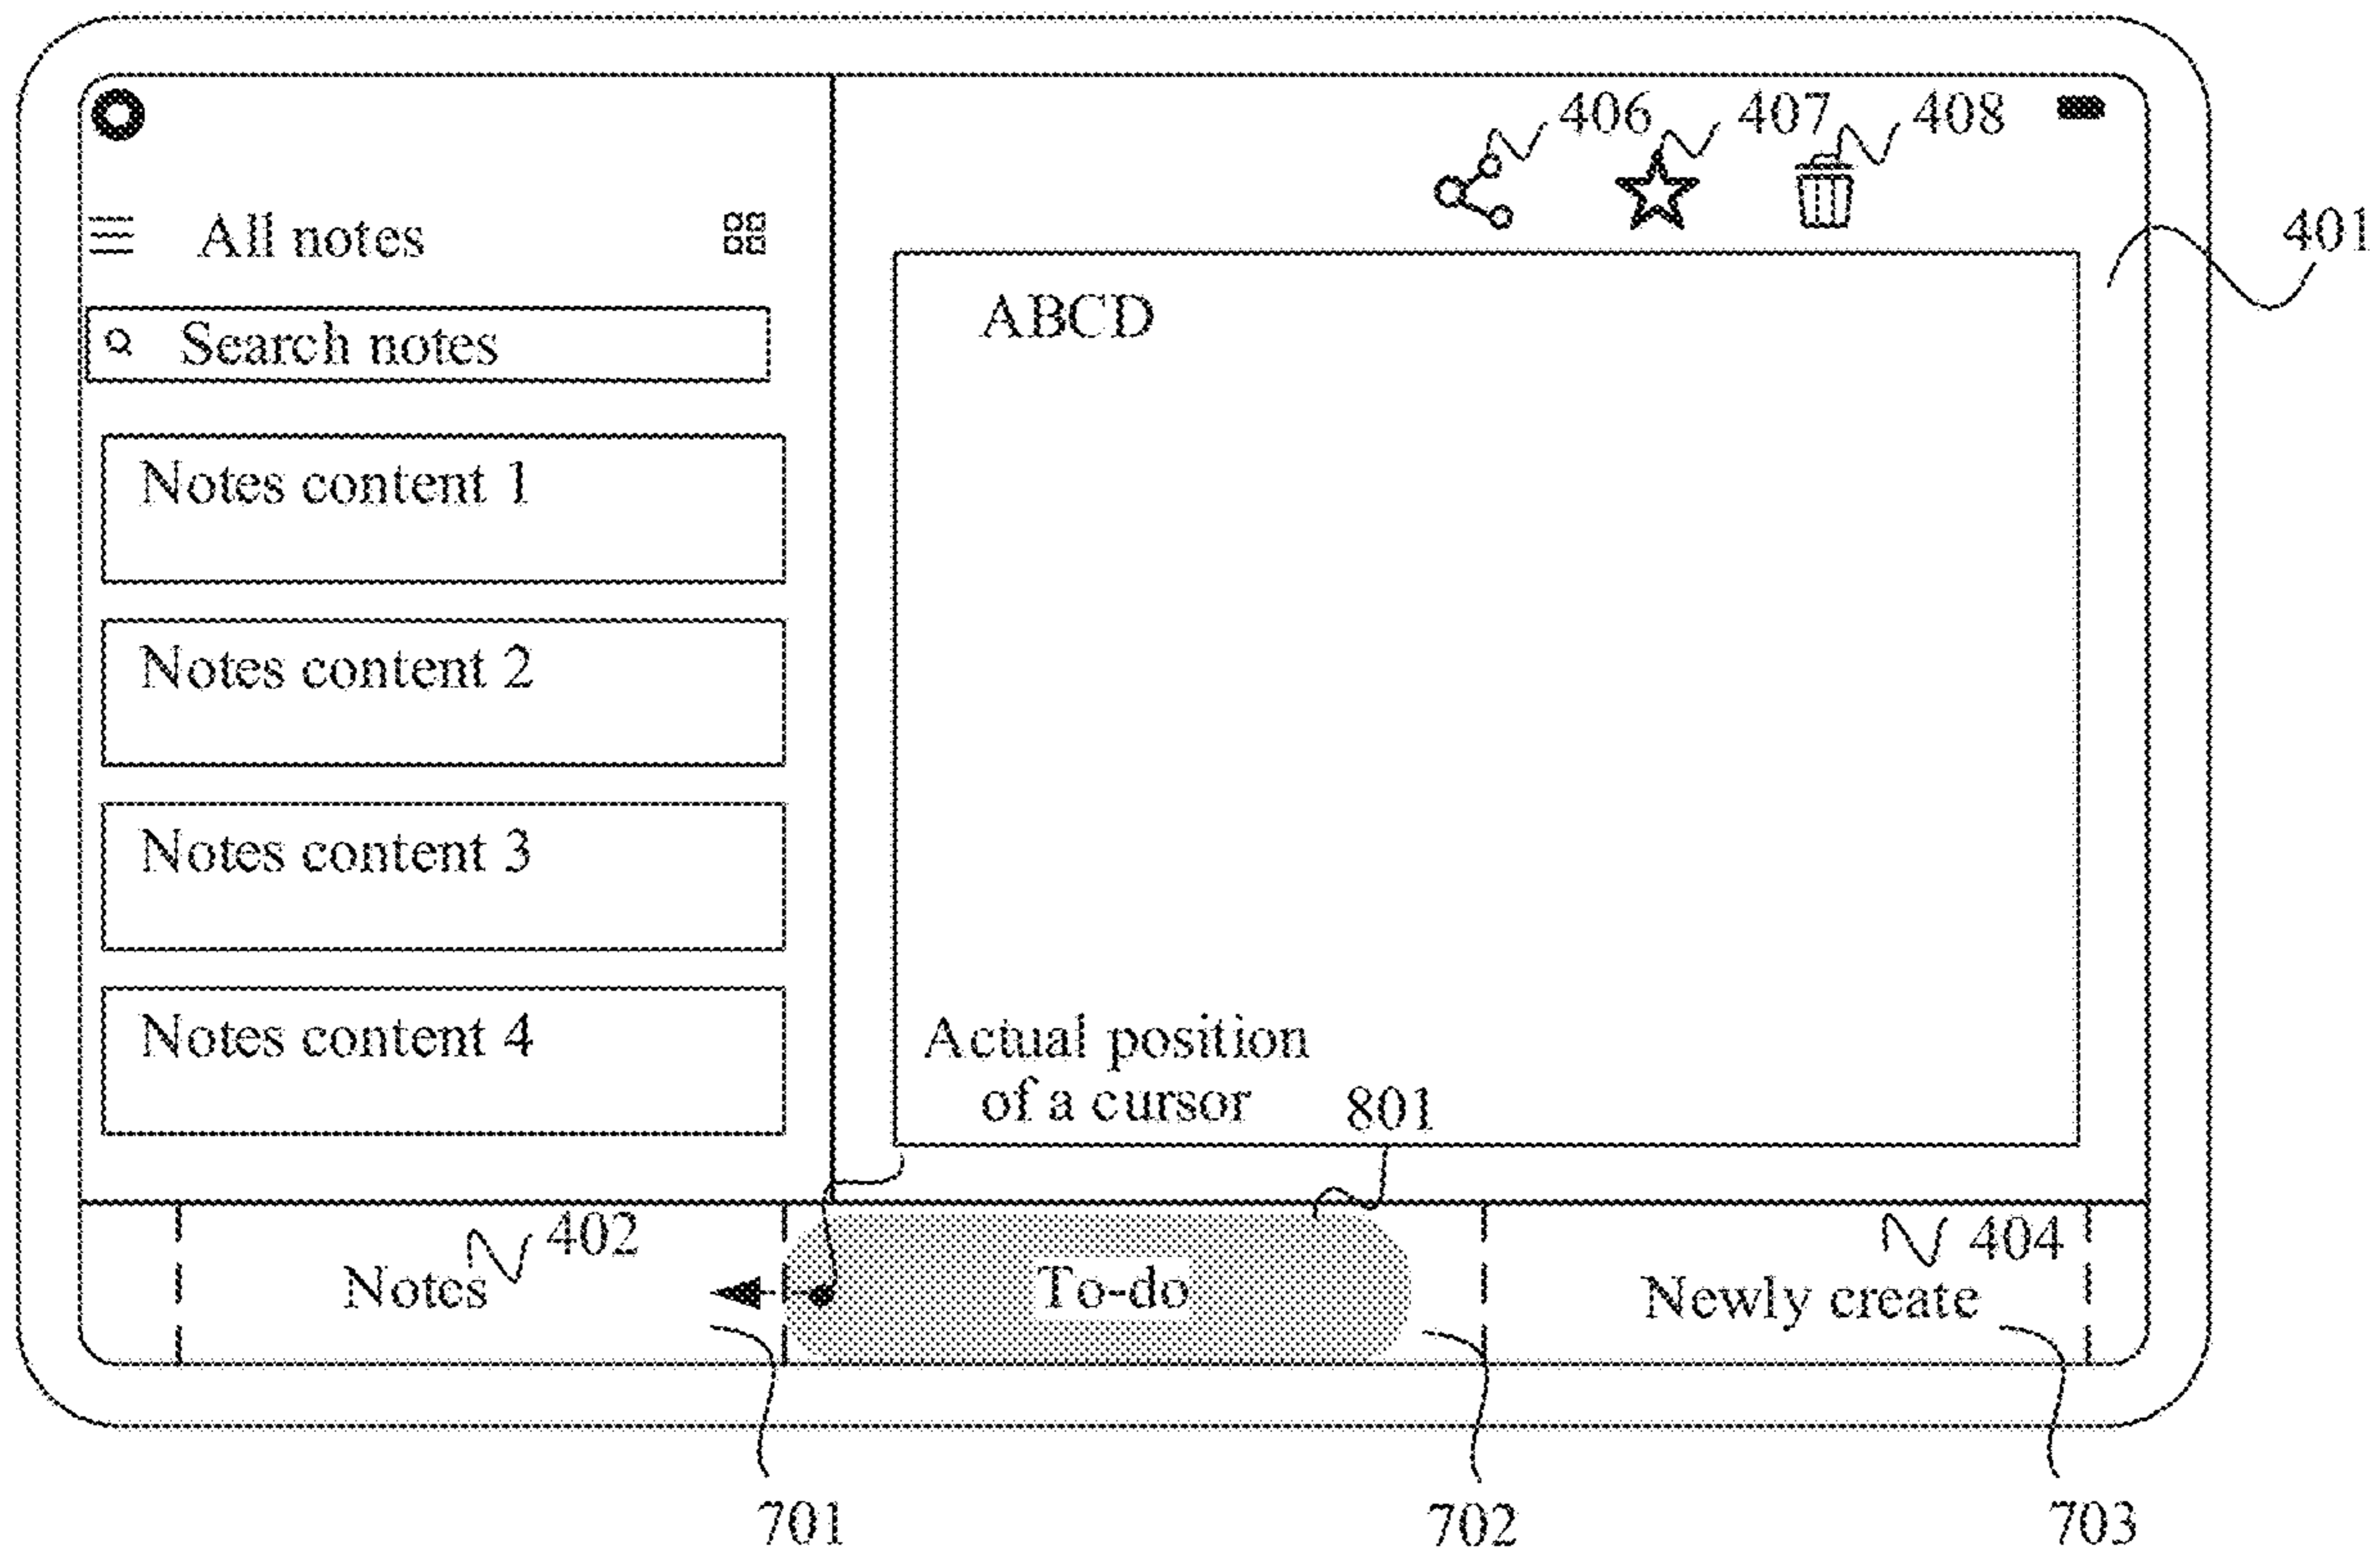 406 407 408
401
All notes
Search notes
ABCD
Notes content 1
Notes content 2
Notes content 3
Notes content 4
Actual position
of a cursor
801
402
404
Notes
To-do
Newly create
701
702
703